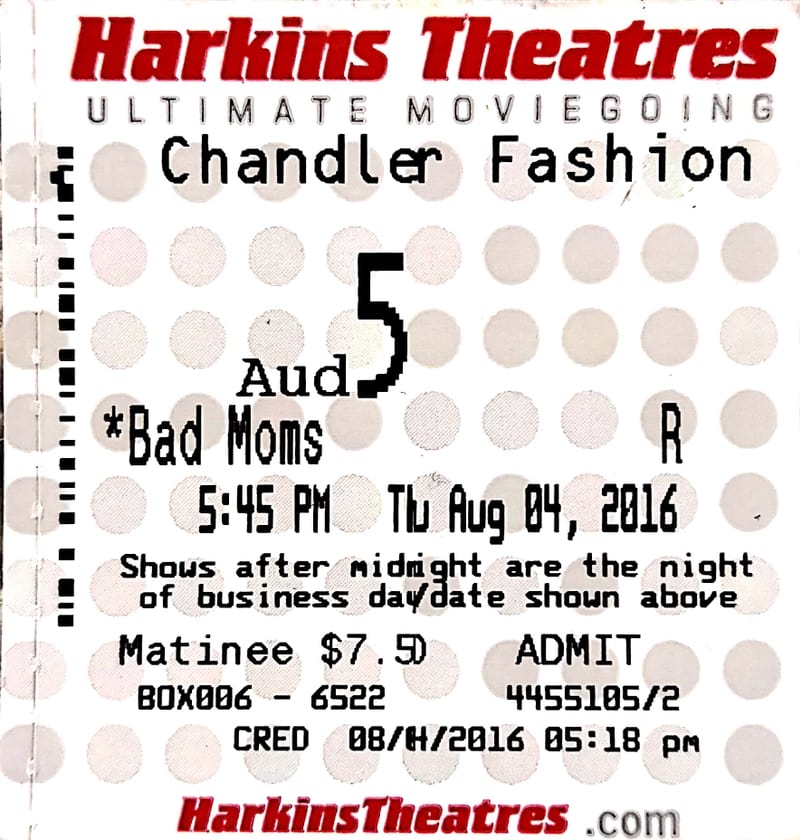 Harkins Theatres
ULTIMATE MOVIEGOING
Chandler Fashion
Aud 5
*Bad Moms R
5:45 PM Thu Aug 04, 2016
Shows after midnight are the night
of business day/date shown above
Matinee $7.50 ADMIT
BOX006 - 6522 4455105/2
CRED 08/04/2016 05:18 pm
HarkinsTheatres.com